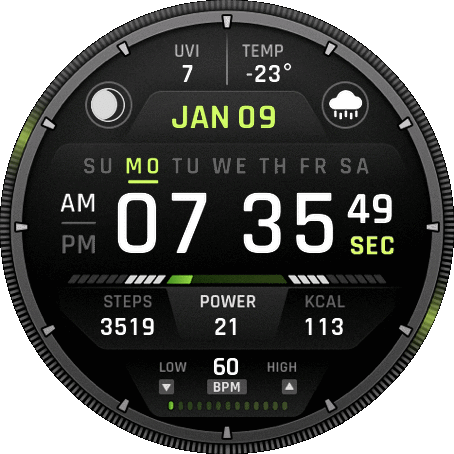 UVI TEMP
7 -23°
JAN 09
SU MO TU WE TH FR SA
AM 07 35 49
PM SEC
STEPS POWER KCAL
3519 21 113
LOW 60 HIGH
BPM